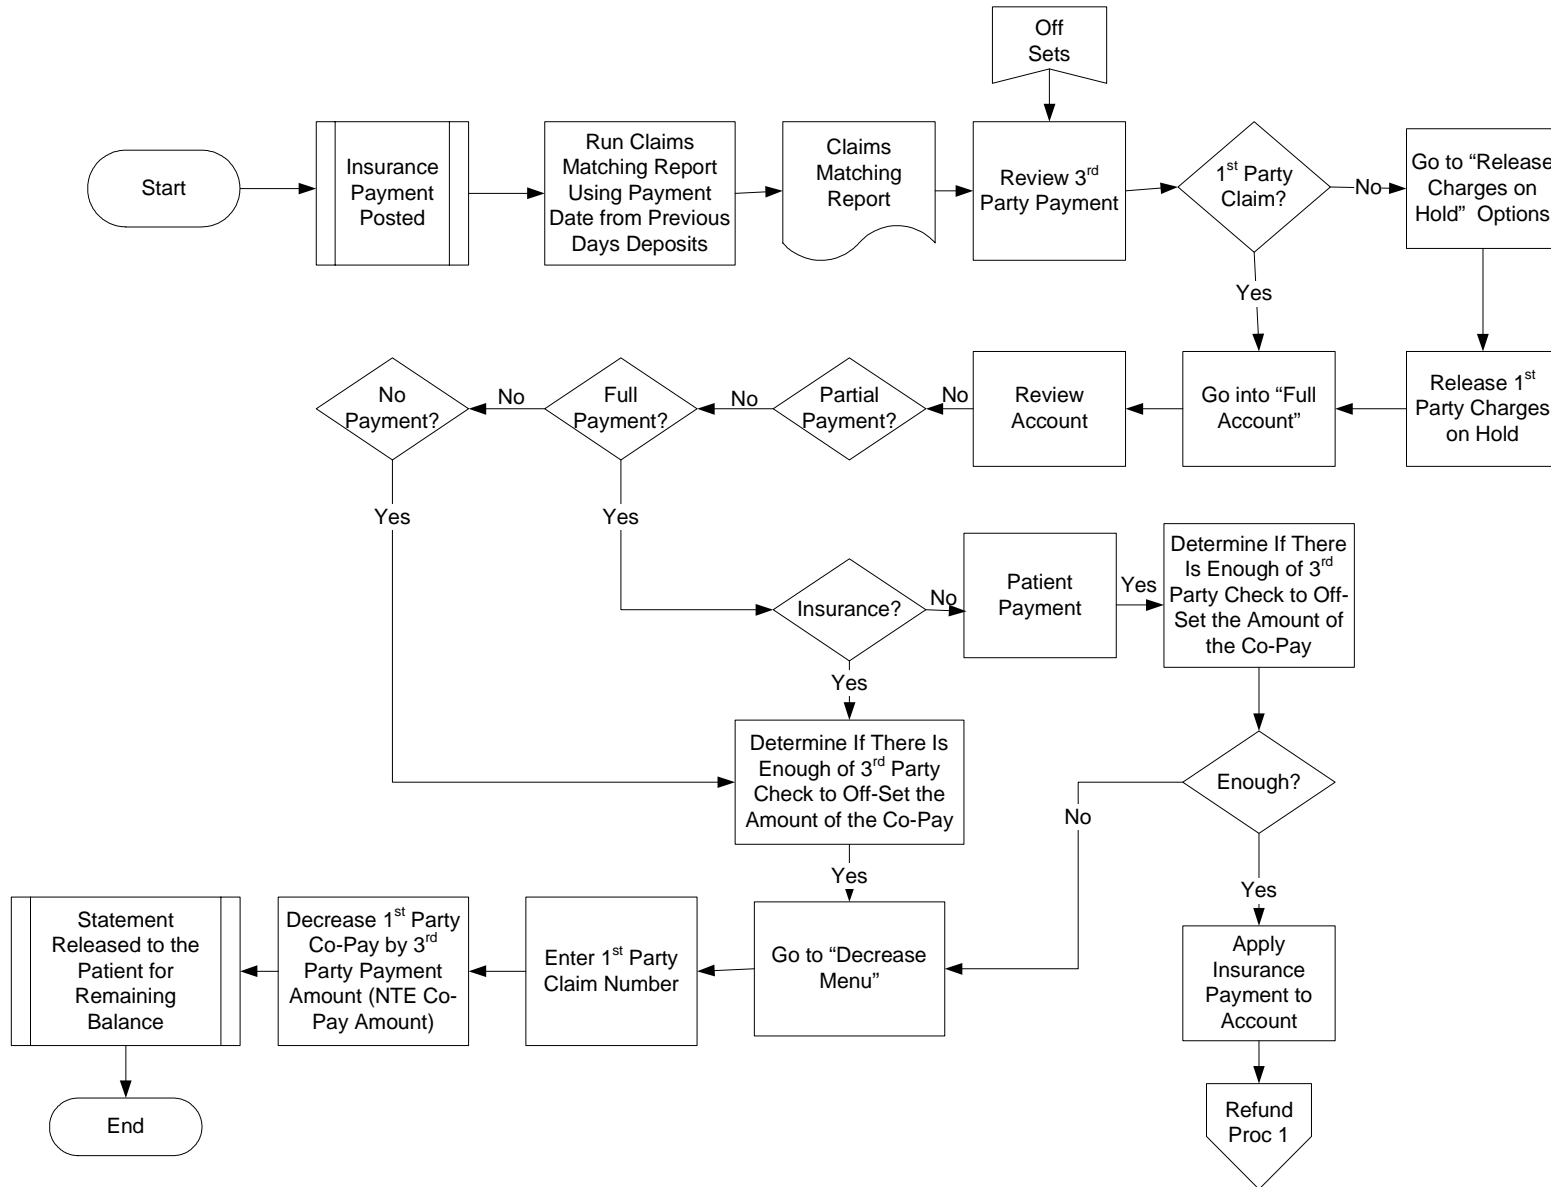 Off
Sets
Start
Insurance
Payment
Posted
Run Claims
Matching Report
Using Payment
Date from Previous
Days Deposits
Claims
Matching
Report
Review 3rd
Party Payment
1st Party
Claim?
No
Go to “Release
Charges on
Hold” Options
Yes
No
Payment?
No
Full
Payment?
No
Partial
Payment?
No
Review
Account
Go into “Full
Account”
Release 1st
Party Charges
on Hold
Yes
Yes
Insurance?
No
Patient
Payment
Yes
Determine If There
Is Enough of 3rd
Party Check to Off-
Set the Amount of
the Co-Pay
Yes
Determine If There Is
Enough of 3rd Party
Check to Off-Set the
Amount of the Co-Pay
Enough?
No
Yes
Yes
Statement
Released to the
Patient for
Remaining
Balance
Decrease 1st Party
Co-Pay by 3rd
Party Payment
Amount (NTE Co-
Pay Amount)
Enter 1st Party
Claim Number
Go to “Decrease
Menu”
Apply
Insurance
Payment to
Account
End
Refund
Proc 1